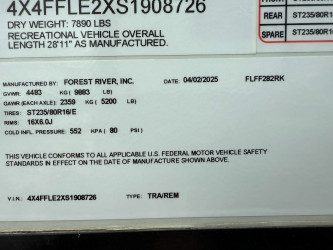 4X4FFLE2XS1908726
DRY WEIGHT: 7890 LBS
RECREATIONAL VEHICLE OVERALL
LENGTH 28'11" AS MANUFACTURED
FRONT
REAR ST235/80R16
SPARE ST235/80R16
MANUFACTURED BY: FOREST RIVER, INC. DATE: 04/02/2025 FLFF282RK
GVWR: 4483 KG ( 9883 LB)
GAWR (EACH AXLE): 2359 KG ( 5200 LB)
TIRES: ST235/80R16/E
RIMS: 16X6.0J
COLD INFL. PRESSURE: 552 KPA ( 80 PSI)
THIS VEHICLE CONFORMS TO ALL APPLICABLE U.S. FEDERAL MOTOR VEHICLE SAFETY
STANDARDS IN EFFECT ON THE DATE OF MANUFACTURE SHOWN ABOVE.
V.I.N.: 4X4FFLE2XS1908726 TYPE: TRA/REM